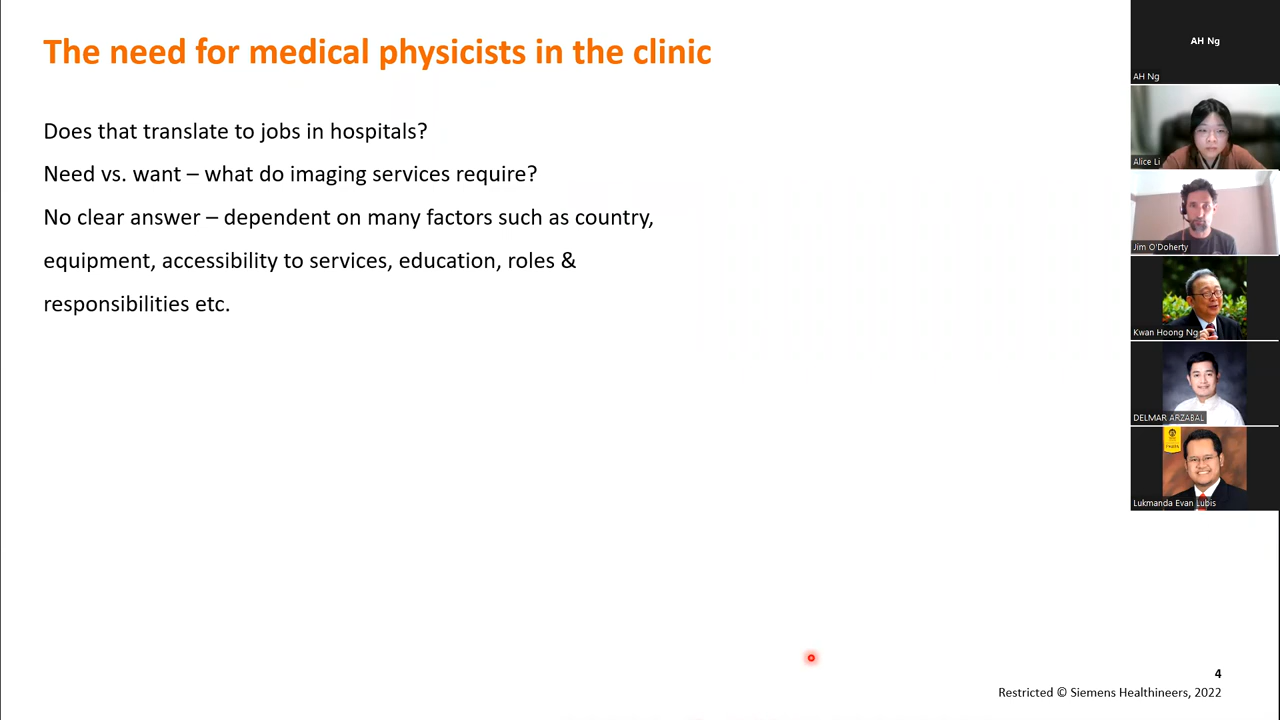 The need for medical physicists in the clinic
Does that translate to jobs in hospitals?
Need vs. want – what do imaging services require?
No clear answer – dependent on many factors such as country,
equipment, accessibility to services, education, roles &
responsibilities etc.
AH Ng
AH Ng
Alice Li
Jim O'Doherty
Kwan Hoong Ng
DELMAR ARZABAL
Lukmanda Evan Lubis
4
Restricted © Siemens Healthineers, 2022